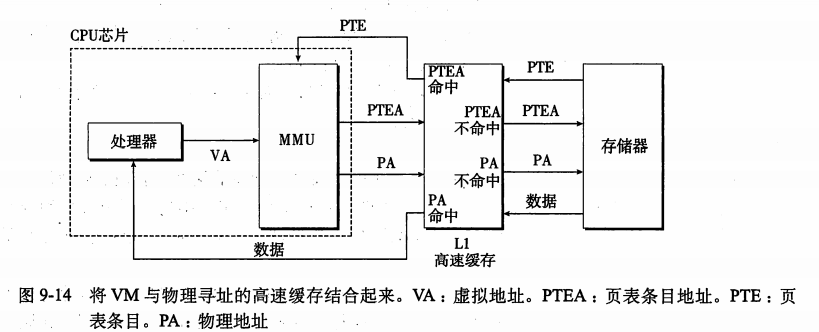 CPU芯片
PTE
处理器
VA
MMU
PTEA
PA
数据
PTEA
命中
PTEA
不命中
PA
不命中
PA
命中
L1
高速缓存
PTE
PTEA
PA
数据
存储器
图 9-14 将 VM 与物理寻址的高速缓存结合起来。VA：虚拟地址。PTEA：页表条目地址。PTE：页
表条目。PA：物理地址